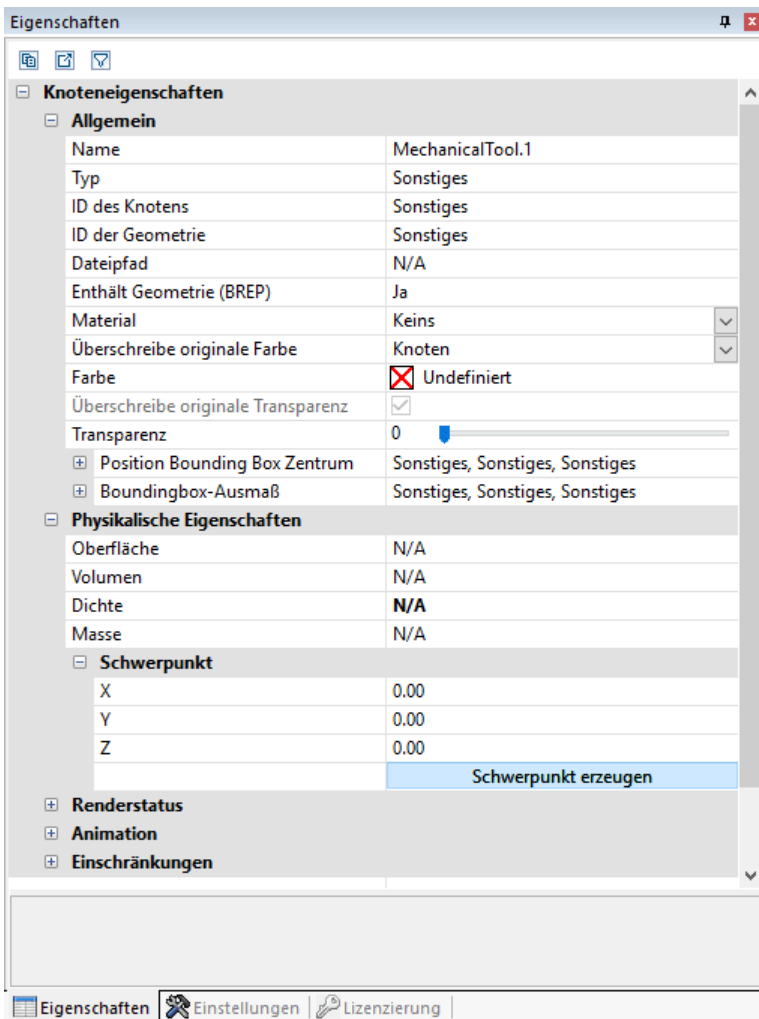 Eigenschaften
Knoteneigenschaften
Allgemein
Name MechanicalTool.1
Typ Sonstiges
ID des Knotens Sonstiges
ID der Geometrie Sonstiges
Dateipfad N/A
Enthält Geometrie (BREP) Ja
Material Keins
Überschreibe originale Farbe Knoten
Farbe Undefiniert
Überschreibe originale Transparenz
Transparenz 0
Position Bounding Box Zentrum Sonstiges, Sonstiges, Sonstiges
Boundingbox-Ausmaß Sonstiges, Sonstiges, Sonstiges
Physikalische Eigenschaften
Oberfläche N/A
Volumen N/A
Dichte N/A
Masse N/A
Schwerpunkt
X 0.00
Y 0.00
Z 0.00
Schwerpunkt erzeugen
Renderstatus
Animation
Einschränkungen
Eigenschaften Einstellungen Lizenzierung